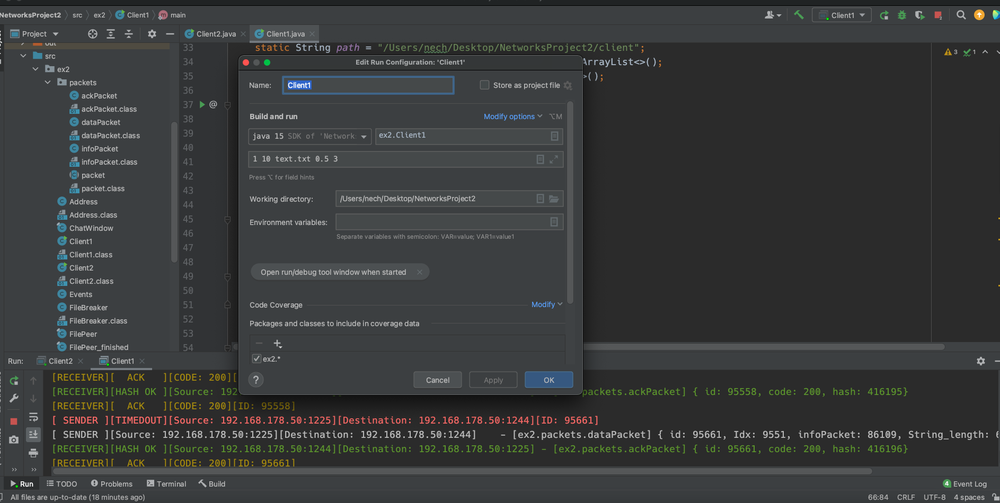 NetworksProject2 src ex2 Client1 main
Client1
Project
Client2.java Client1.java
out
src
ex2
packets
ackPacket
ackPacket.class
dataPacket
dataPacket.class
infoPacket
infoPacket.class
packet
packet.class
Address
Address.class
ChatWindow
Client1
Client1.class
Client2
Client2.class
Events
FileBreaker
FileBreaker.class
FilePeer
FilePeer_finished
33 static String path = "/Users/nech/Desktop/NetworksProject2/client";
34 ArrayList<>();
35 >();
36
37 @
38
39
40
41
42
43
44
45
46
47
48
49
50
51
52
53
54
3 1
Edit Run Configuration: 'Client1'
Name: Client1 Store as project file
Build and run Modify options ⌥M
java 15 SDK of 'Network ex2.Client1
1 10 text.txt 0.5 3
Press ⌥ for field hints
Working directory: /Users/nech/Desktop/NetworksProject2
Environment variables:
Separate variables with semicolon: VAR=value; VAR1=value1
Open run/debug tool window when started
Code Coverage Modify
Packages and classes to include in coverage data
ex2.*
? Cancel Apply OK
Run: Client2 Client1
[RECEIVER][ ACK ][CODE: 200][
[RECEIVER][HASH OK ][Source: 192 packets.ackPacket] { id: 95558, code: 200, hash: 416195}
[RECEIVER][ ACK ][CODE: 200][ID: 95558]
[ SENDER ][TIMEDOUT][Source: 192.168.178.50:1225][Destination: 192.168.178.50:1244][ID: 95661]
[ SENDER ][Source: 192.168.178.50:1225][Destination: 192.168.178.50:1244] - [ex2.packets.dataPacket] { id: 95661, Idx: 9551, infoPacket: 86109, String_length: 6
[RECEIVER][HASH OK ][Source: 192.168.178.50:1244][Destination: 192.168.178.50:1225] - [ex2.packets.ackPacket] { id: 95661, code: 200, hash: 416196}
[RECEIVER][ ACK ][CODE: 200][ID: 95661]
Run TODO Problems Terminal Build 4 Event Log
All files are up-to-date (18 minutes ago) 66:84 CRLF UTF-8 4 spaces